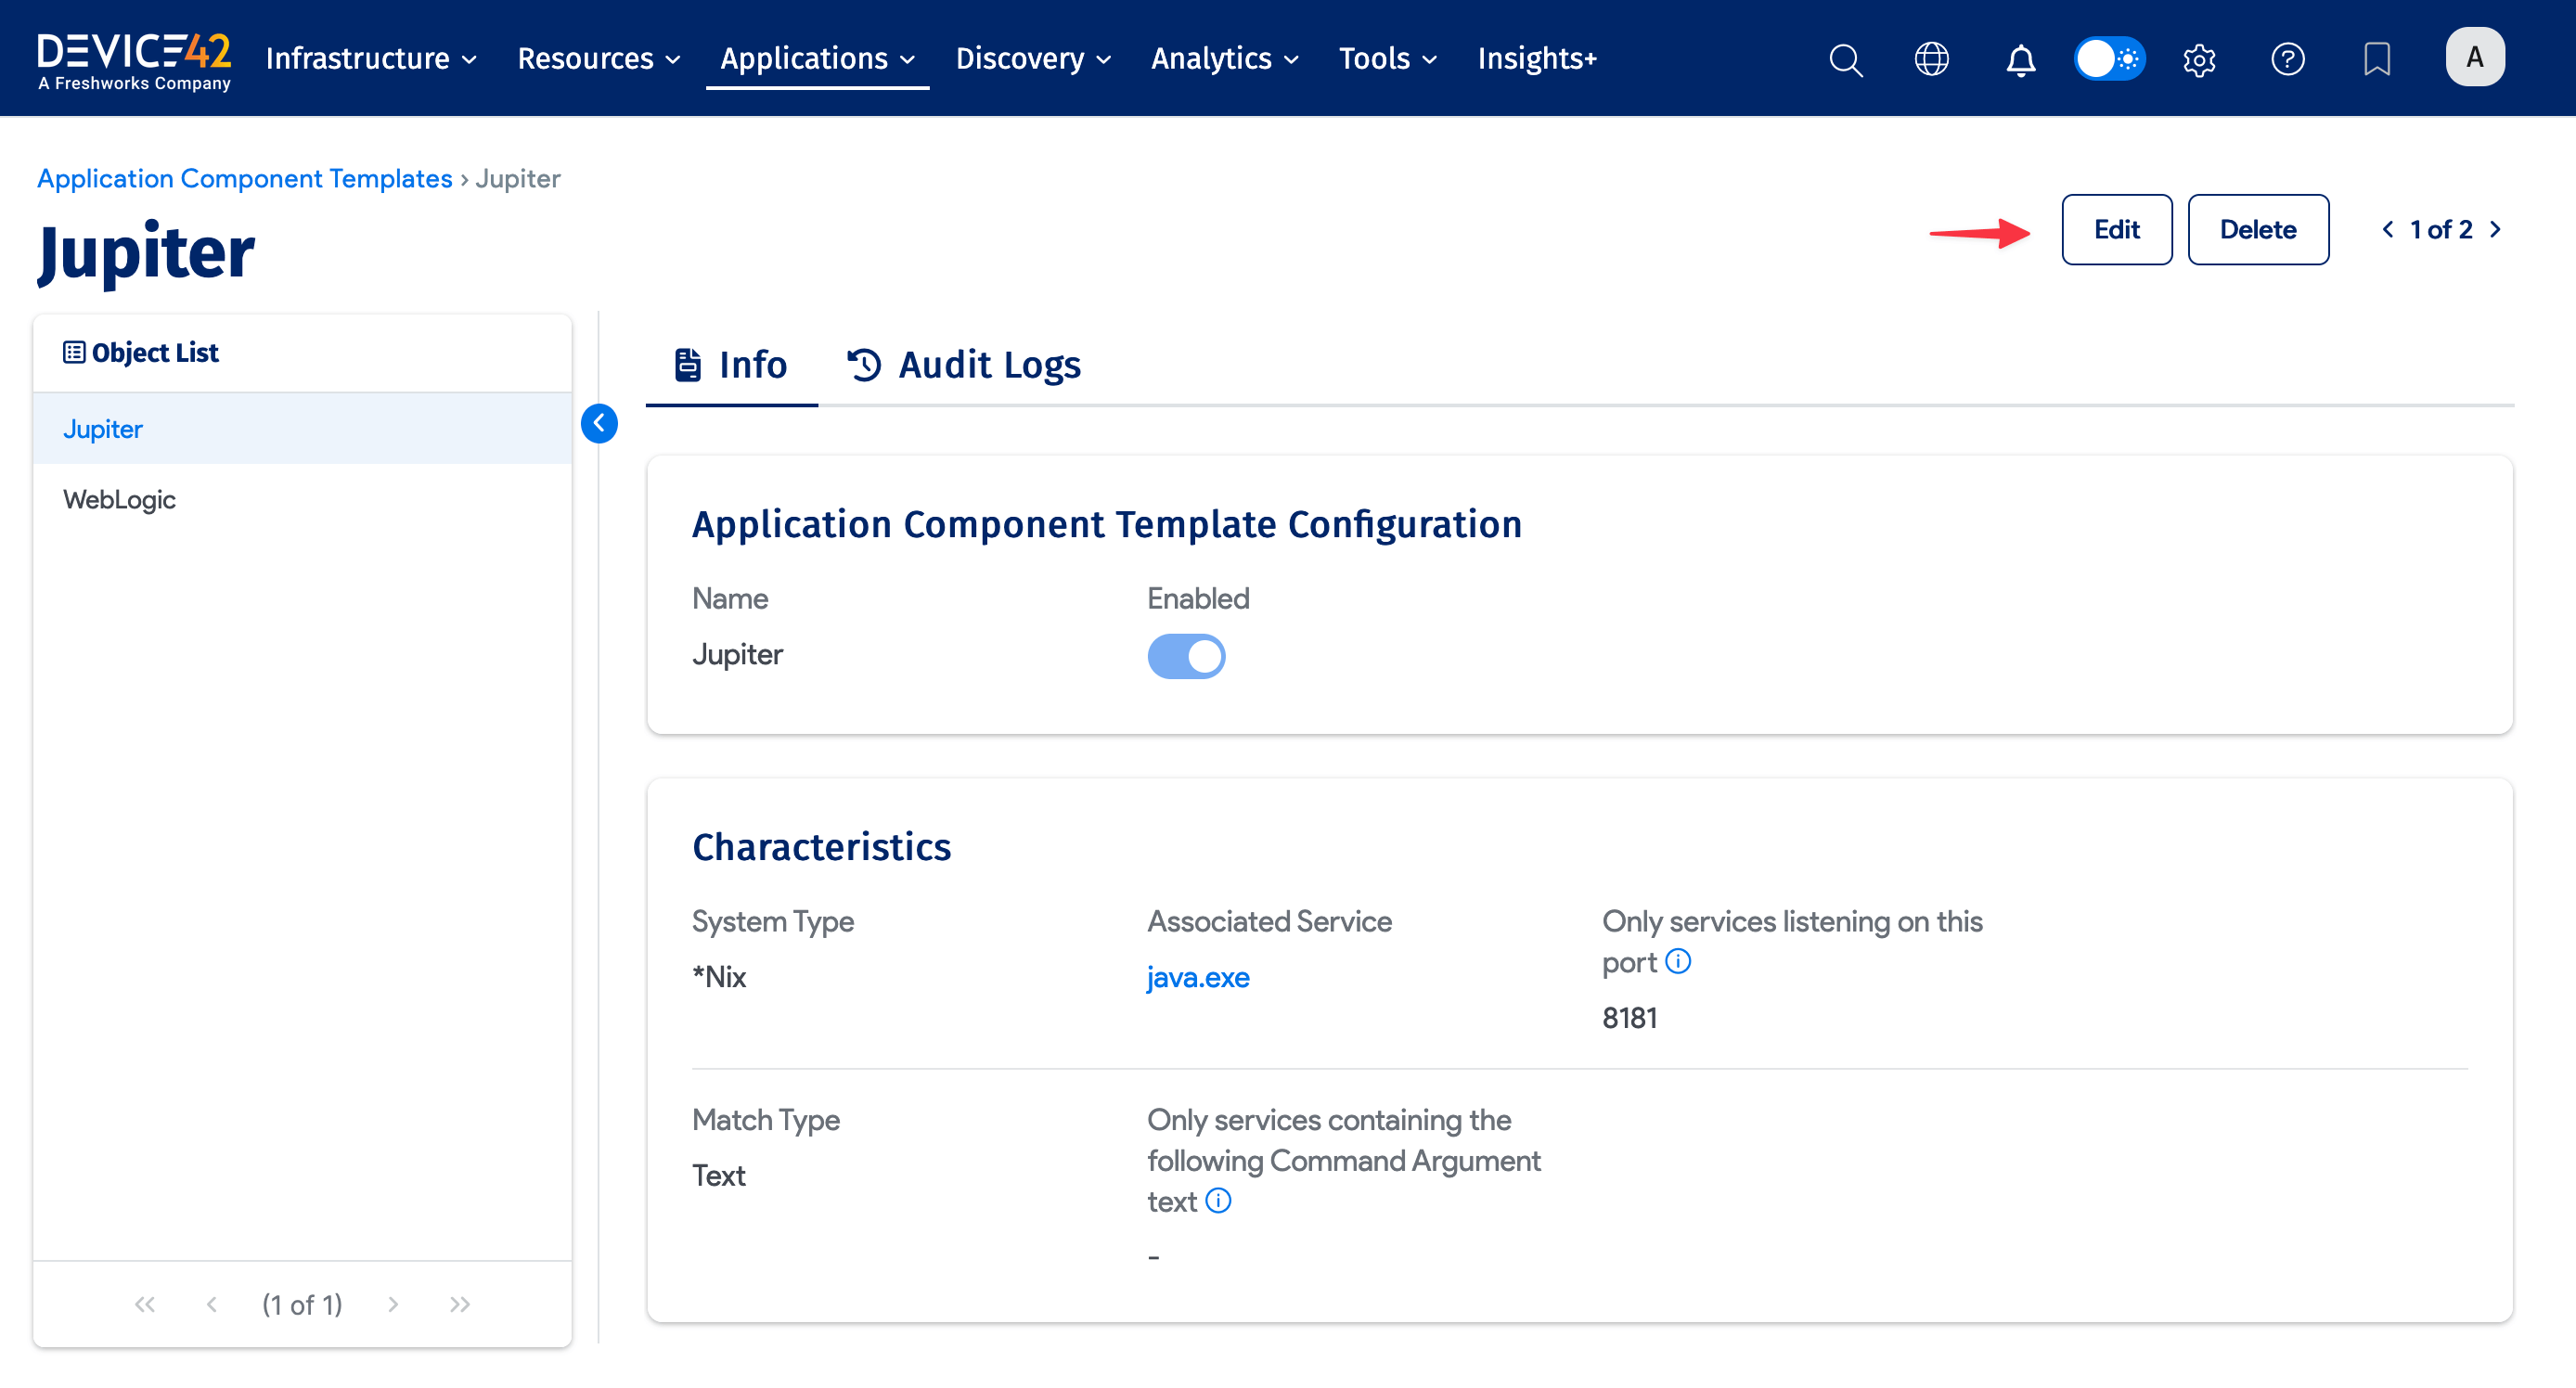 DEVICE42
A Freshworks Company
Infrastructure Resources Applications Discovery Analytics Tools Insights+
A
Application Component Templates › Jupiter
Jupiter
Edit Delete 1 of 2
Object List
Jupiter
WebLogic
(1 of 1)
Info Audit Logs
Application Component Template Configuration
Name Enabled
Jupiter
Characteristics
System Type Associated Service Only services listening on this
port
*Nix java.exe
8181
Match Type Only services containing the
following Command Argument
text
Text
-